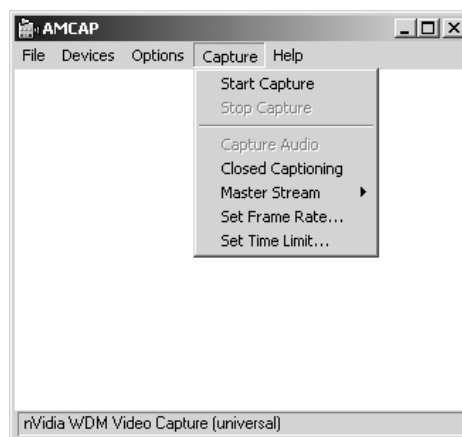 AMCAP
File Devices Options Capture Help
Start Capture
Stop Capture
Capture Audio
Closed Captioning
Master Stream
Set Frame Rate...
Set Time Limit...
nVidia WDM Video Capture (universal)